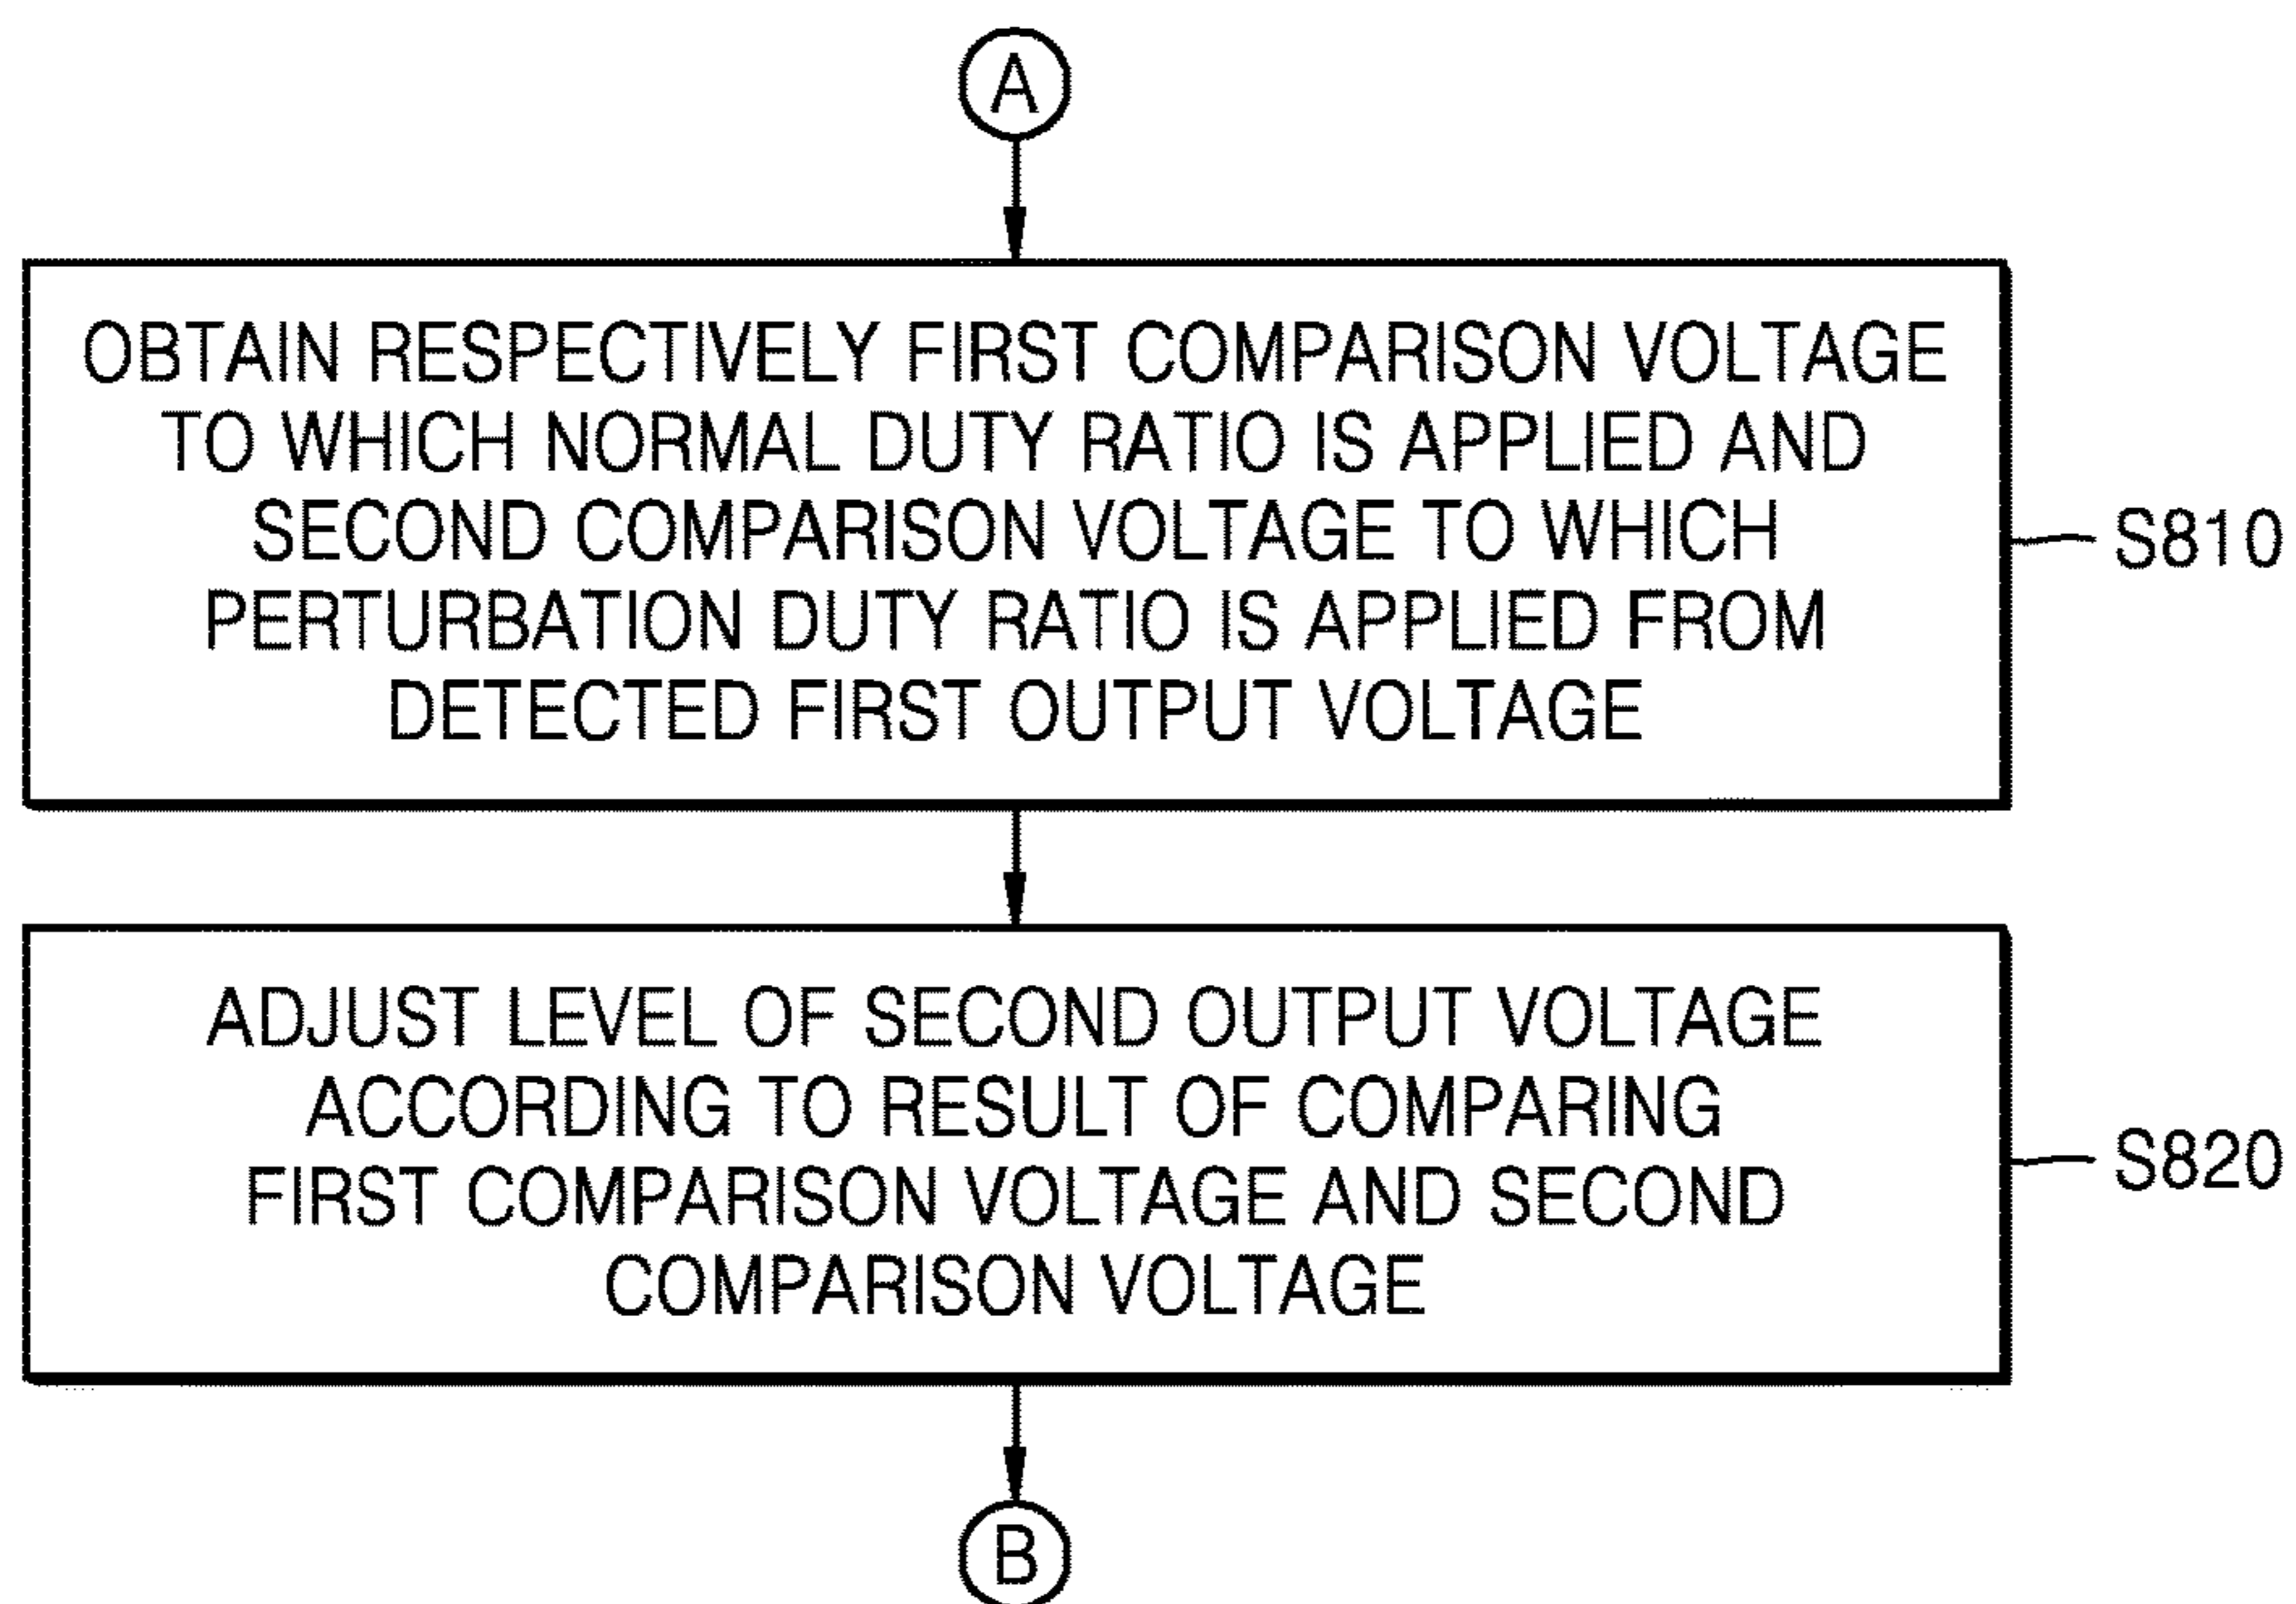 A
OBTAIN RESPECTIVELY FIRST COMPARISON VOLTAGE
TO WHICH NORMAL DUTY RATIO IS APPLIED AND
SECOND COMPARISON VOLTAGE TO WHICH
PERTURBATION DUTY RATIO IS APPLIED FROM
DETECTED FIRST OUTPUT VOLTAGE
S810
ADJUST LEVEL OF SECOND OUTPUT VOLTAGE
ACCORDING TO RESULT OF COMPARING
FIRST COMPARISON VOLTAGE AND SECOND
COMPARISON VOLTAGE
S820
B